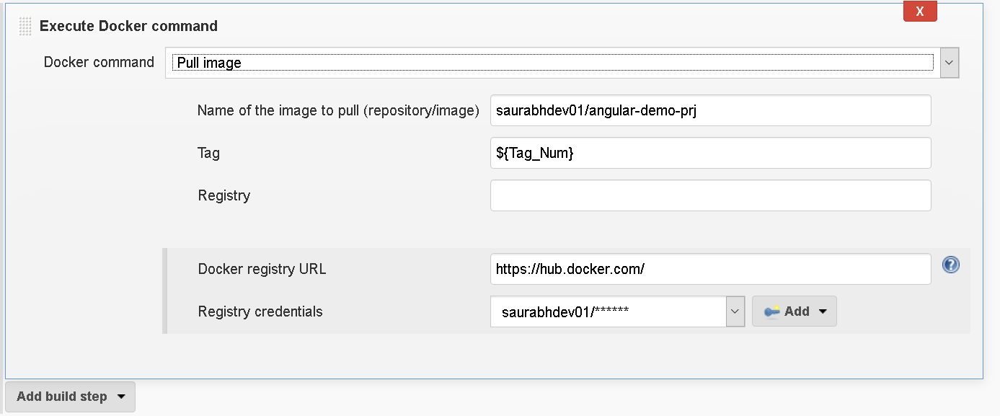 X
Execute Docker command
Docker command Pull image
Name of the image to pull (repository/image) saurabhdev01/angular-demo-prj
Tag ${Tag_Num}
Registry
Docker registry URL https://hub.docker.com/ ?
Registry credentials saurabhdev01/****** Add
Add build step